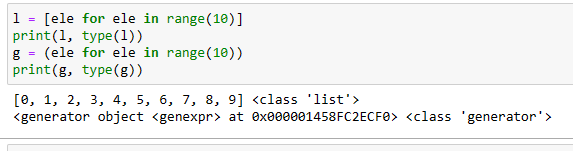 l = [ele for ele in range(10)]
print(l, type(l))
g = (ele for ele in range(10))
print(g, type(g))
[0, 1, 2, 3, 4, 5, 6, 7, 8, 9] <class 'list'>
<generator object <genexpr> at 0x000001458FC2ECF0> <class 'generator'>